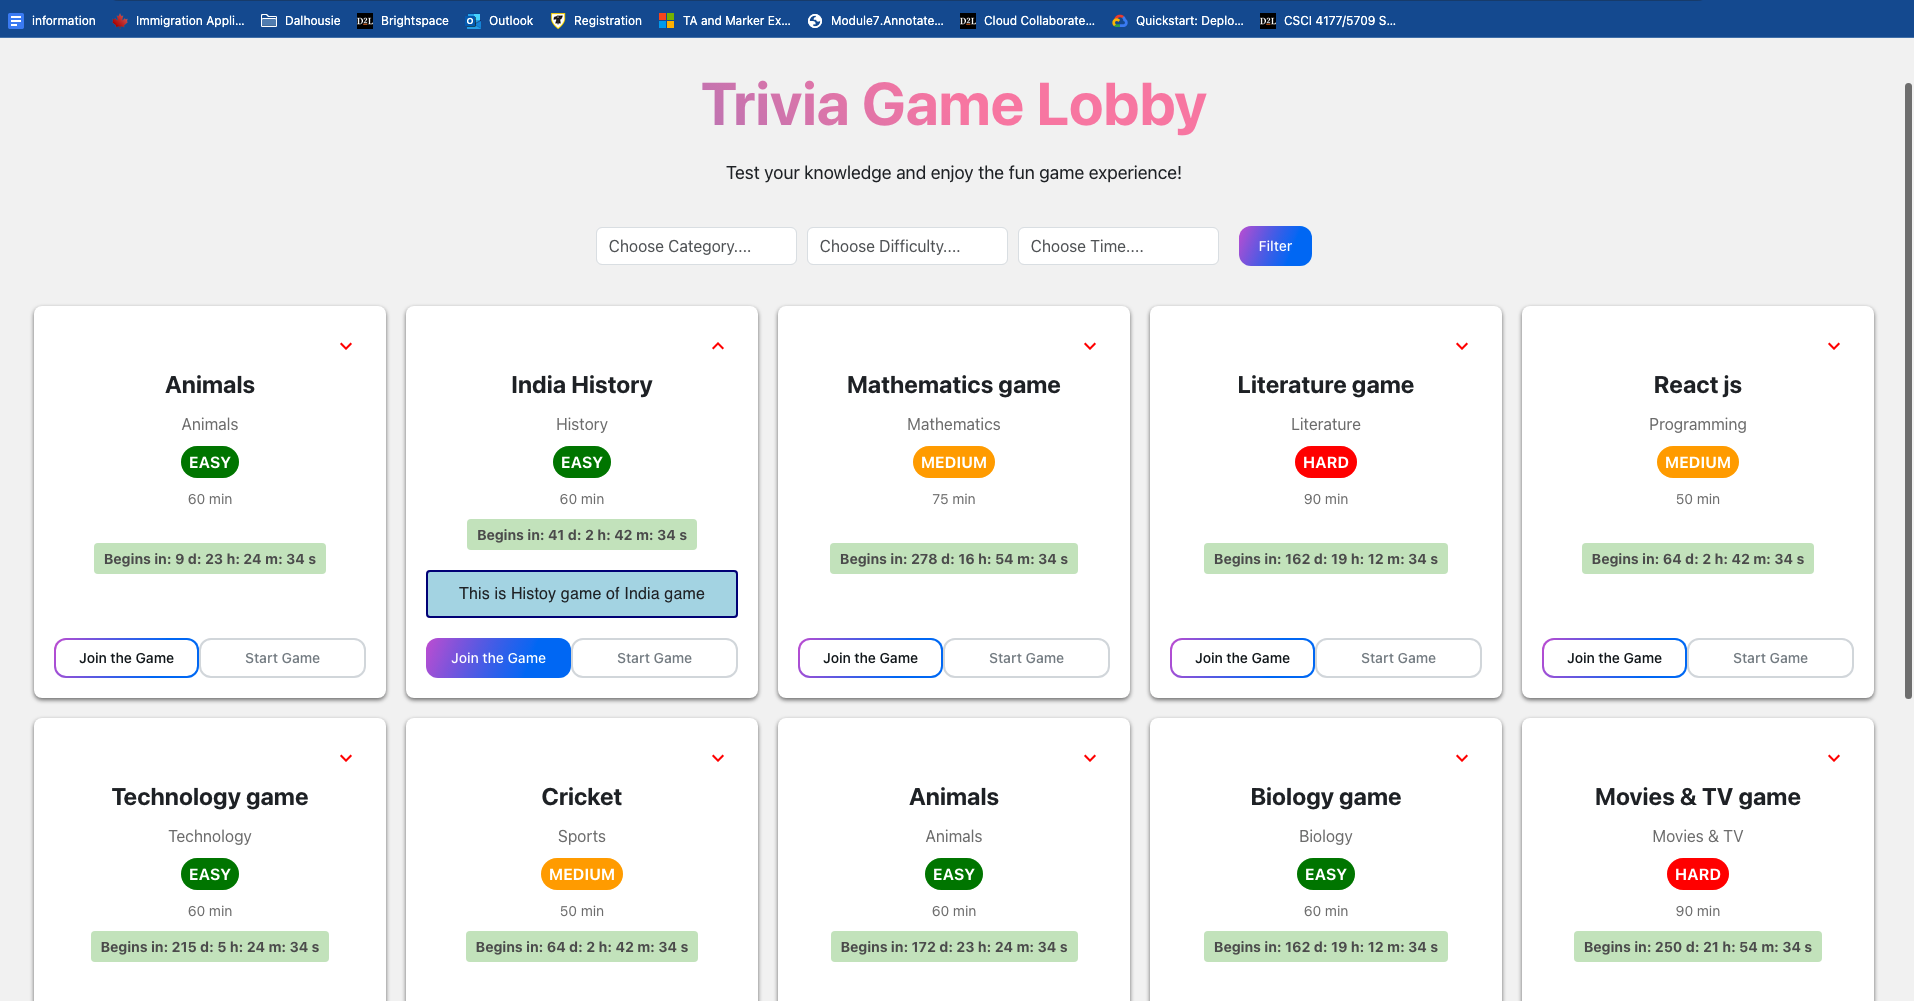 information Immigration Appli... Dalhousie D2L Brightspace Outlook Registration TA and Marker Ex... Module7.Annotate... D2L Cloud Collaborate... Quickstart: Deplo... D2L CSCI 4177/5709 S...
Trivia Game Lobby
Test your knowledge and enjoy the fun game experience!
Choose Category.... Choose Difficulty.... Choose Time.... Filter
Animals
Animals
EASY
60 min
Begins in: 9 d: 23 h: 24 m: 34 s
Join the Game Start Game
India History
History
EASY
60 min
Begins in: 41 d: 2 h: 42 m: 34 s
This is Histoy game of India game
Join the Game Start Game
Mathematics game
Mathematics
MEDIUM
75 min
Begins in: 278 d: 16 h: 54 m: 34 s
Join the Game Start Game
Literature game
Literature
HARD
90 min
Begins in: 162 d: 19 h: 12 m: 34 s
Join the Game Start Game
React js
Programming
MEDIUM
50 min
Begins in: 64 d: 2 h: 42 m: 34 s
Join the Game Start Game
Technology game
Technology
EASY
60 min
Begins in: 215 d: 5 h: 24 m: 34 s
Cricket
Sports
MEDIUM
50 min
Begins in: 64 d: 2 h: 42 m: 34 s
Animals
Animals
EASY
60 min
Begins in: 172 d: 23 h: 24 m: 34 s
Biology game
Biology
EASY
60 min
Begins in: 162 d: 19 h: 12 m: 34 s
Movies & TV game
Movies & TV
HARD
90 min
Begins in: 250 d: 21 h: 54 m: 34 s